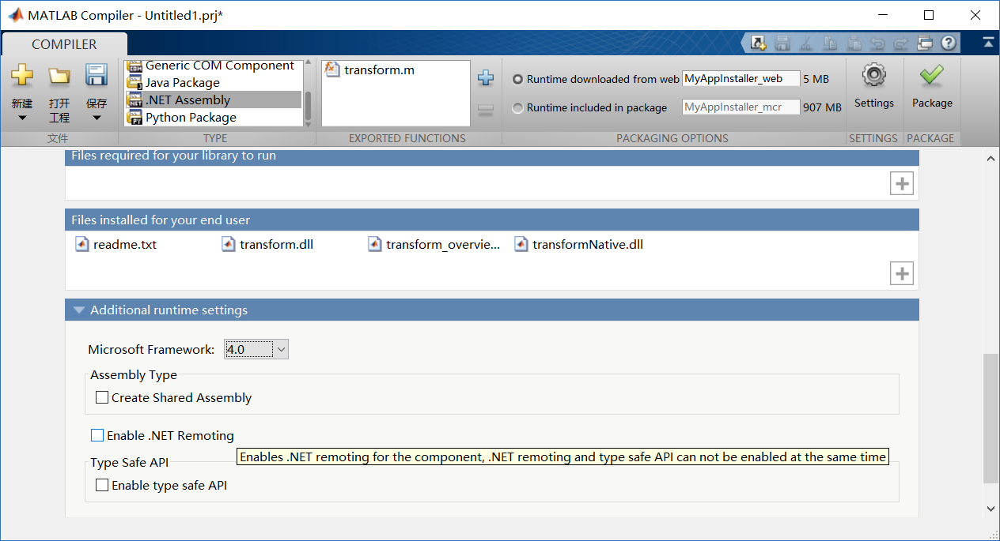 MATLAB Compiler - Untitled1.prj*
COMPILER
新建
打开
工程
保存
文件
Generic COM Component
Java Package
.NET Assembly
Python Package
TYPE
transform.m
EXPORTED FUNCTIONS
Runtime downloaded from web MyAppInstaller_web 5 MB
Runtime included in package MyAppInstaller_mcr 907 MB
PACKAGING OPTIONS
Settings
SETTINGS
Package
PACKAGE
Files required for your library to run
Files installed for your end user
readme.txt transform.dll transform_overvie... transformNative.dll
Additional runtime settings
Microsoft Framework: 4.0
Assembly Type
Create Shared Assembly
Enable .NET Remoting
Enables .NET remoting for the component, .NET remoting and type safe API can not be enabled at the same time
Type Safe API
Enable type safe API